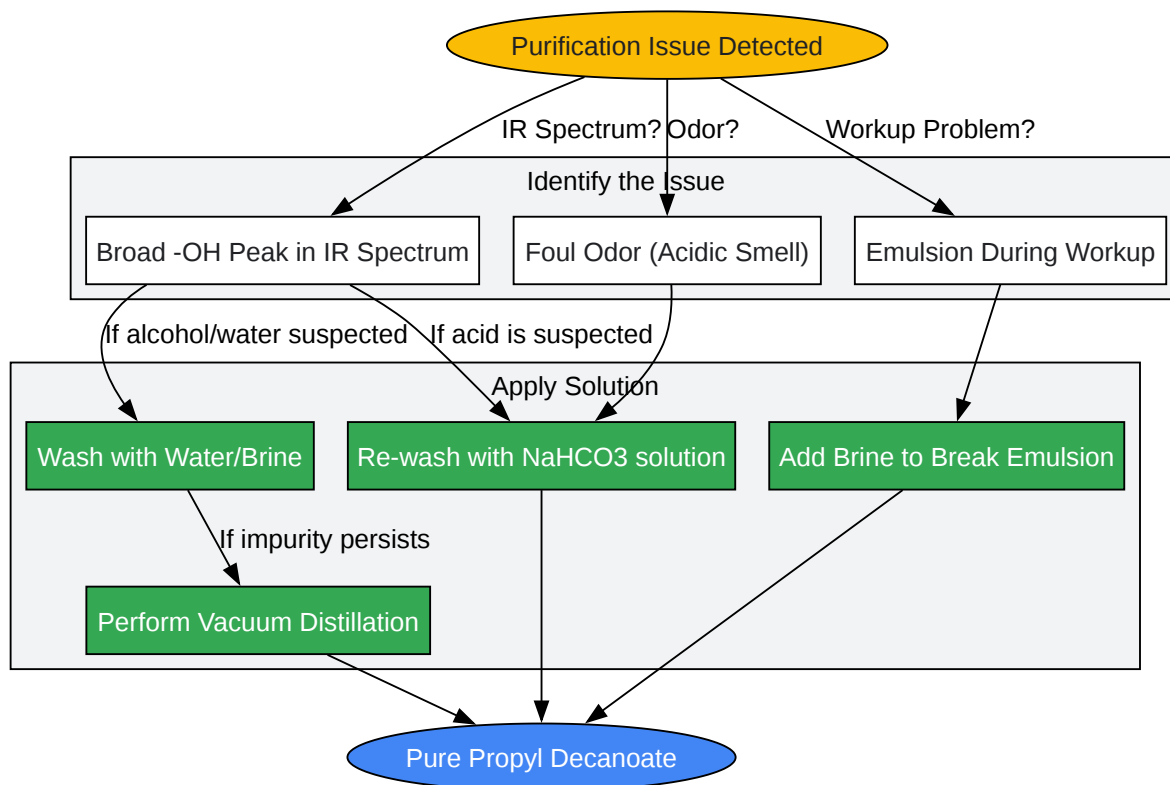 Purification Issue Detected
IR Spectrum?
Odor?
Workup Problem?
Identify the Issue
Broad -OH Peak in IR Spectrum
Foul Odor (Acidic Smell)
Emulsion During Workup
If alcohol/water suspected
If acid is suspected
Apply Solution
Wash with Water/Brine
Re-wash with NaHCO3 solution
Add Brine to Break Emulsion
If impurity persists
Perform Vacuum Distillation
Pure Propyl Decanoate